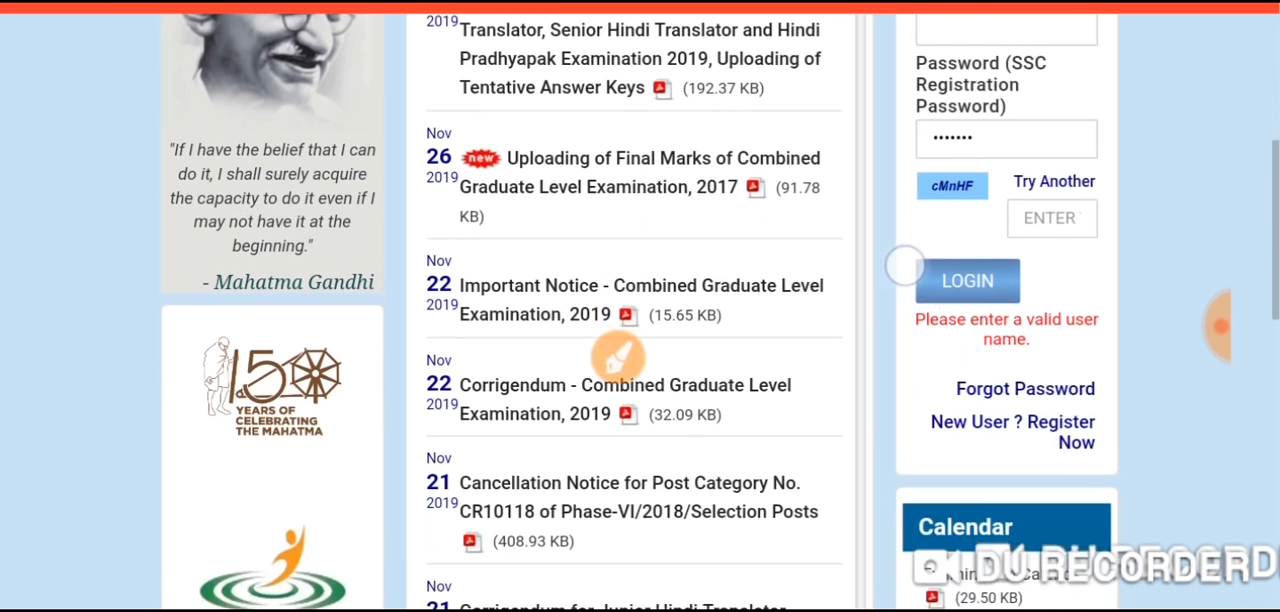 "If I have the belief that I can
do it, I shall surely acquire
the capacity to do it even if I
may not have it at the
beginning."
- Mahatma Gandhi
150
YEARS OF
CELEBRATING
THE MAHATMA
2019
Translator, Senior Hindi Translator and Hindi
Pradhyapak Examination 2019, Uploading of
Tentative Answer Keys (192.37 KB)
Nov
26 new Uploading of Final Marks of Combined
2019 Graduate Level Examination, 2017 (91.78
KB)
Nov
22 Important Notice - Combined Graduate Level
2019 Examination, 2019 (15.65 KB)
Nov
22 Corrigendum - Combined Graduate Level
2019 Examination, 2019 (32.09 KB)
Nov
21 Cancellation Notice for Post Category No.
2019 CR10118 of Phase-VI/2018/Selection Posts
(408.93 KB)
Nov
21 Corrigendum for Junior Hindi Translator
Password (SSC
Registration
Password)
•••••••
cMnHF Try Another
ENTER
LOGIN
Please enter a valid user
name.
Forgot Password
New User ? Register
Now
Calendar
(29.50 KB)
DU RECORDER